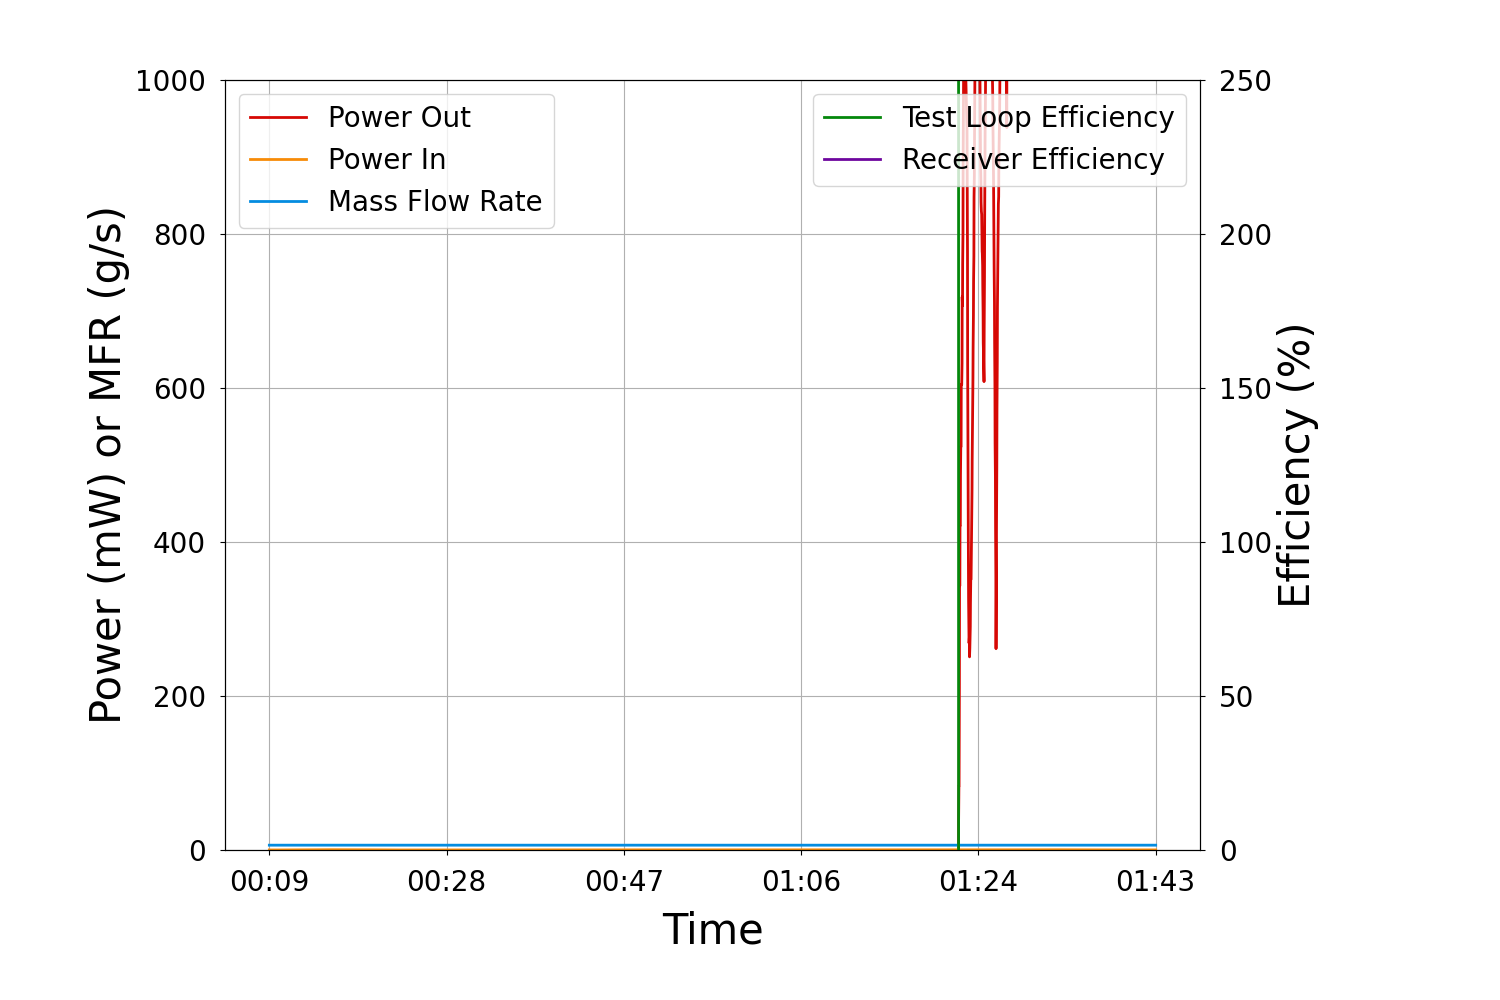 1000
800
600
400
200
0
Power (mW) or MFR (g/s)
Power Out
Power In
Mass Flow Rate
Test Loop Efficiency
Receiver Efficiency
250
200
150
100
50
0
Efficiency (%)
00:09 00:28 00:47 01:06 01:24 01:43
Time